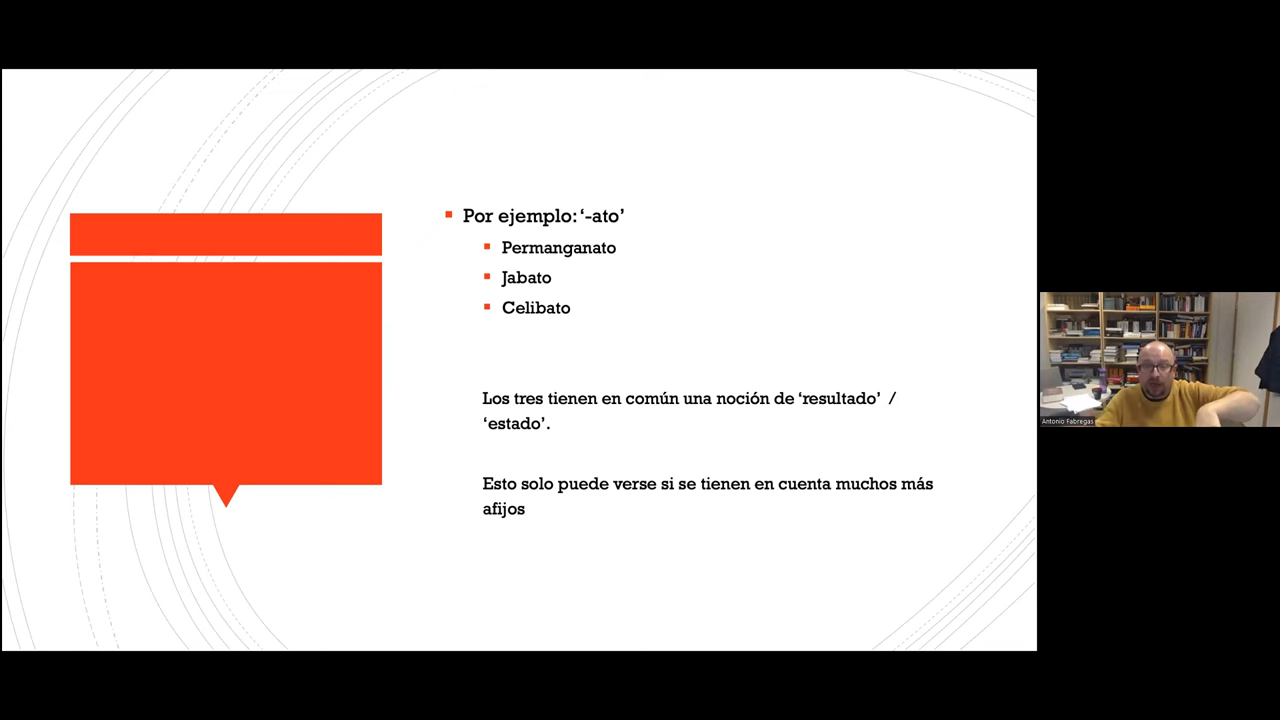 Por ejemplo: ‘-ato’
Permanganato
Jabato
Celibato
Los tres tienen en común una noción de ‘resultado’ /
‘estado’.
Esto solo puede verse si se tienen en cuenta muchos más
afijos
Antonio Fabregas